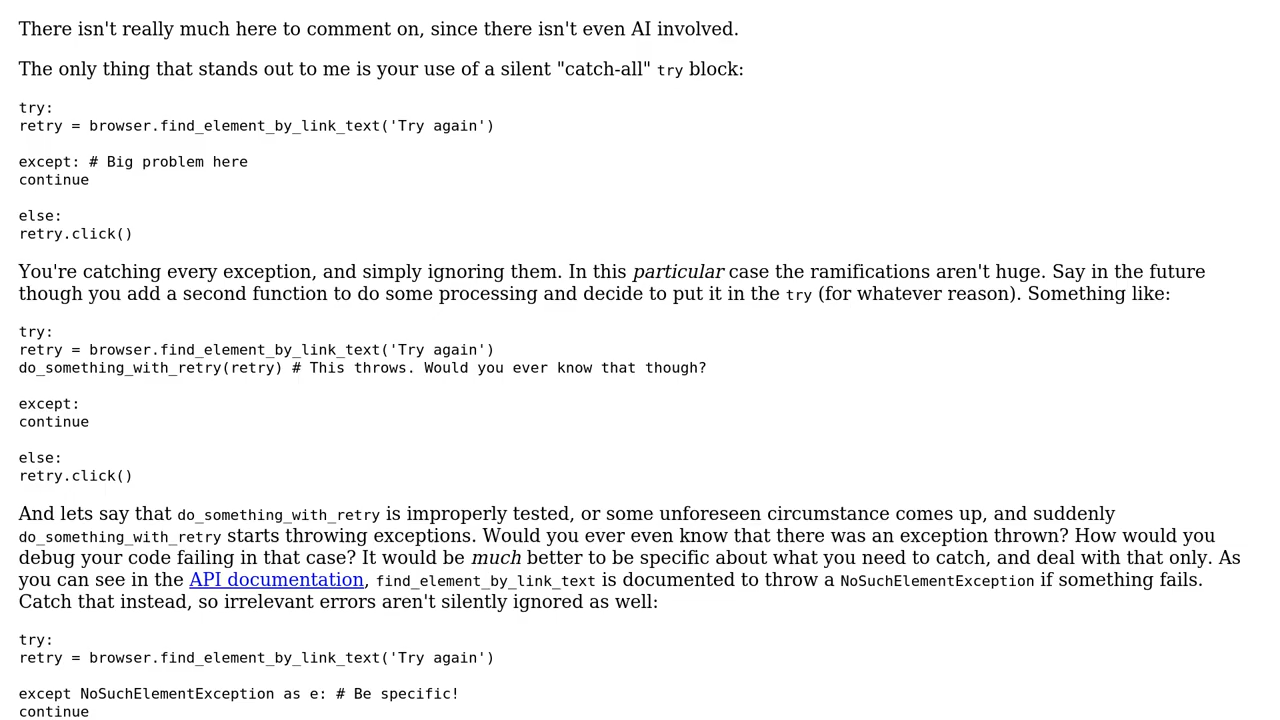 There isn't really much here to comment on, since there isn't even AI involved.
The only thing that stands out to me is your use of a silent "catch-all" try block:
try:
retry = browser.find_element_by_link_text('Try again')
except: # Big problem here
continue
else:
retry.click()
You're catching every exception, and simply ignoring them. In this particular case the ramifications aren't huge. Say in the future
though you add a second function to do some processing and decide to put it in the try (for whatever reason). Something like:
try:
retry = browser.find_element_by_link_text('Try again')
do_something_with_retry(retry) # This throws. Would you ever know that though?
except:
continue
else:
retry.click()
And lets say that do_something_with_retry is improperly tested, or some unforeseen circumstance comes up, and suddenly
do_something_with_retry starts throwing exceptions. Would you ever even know that there was an exception thrown? How would you
debug your code failing in that case? It would be much better to be specific about what you need to catch, and deal with that only. As
you can see in the API documentation, find_element_by_link_text is documented to throw a NoSuchElementException if something fails.
Catch that instead, so irrelevant errors aren't silently ignored as well:
try:
retry = browser.find_element_by_link_text('Try again')
except NoSuchElementException as e: # Be specific!
continue